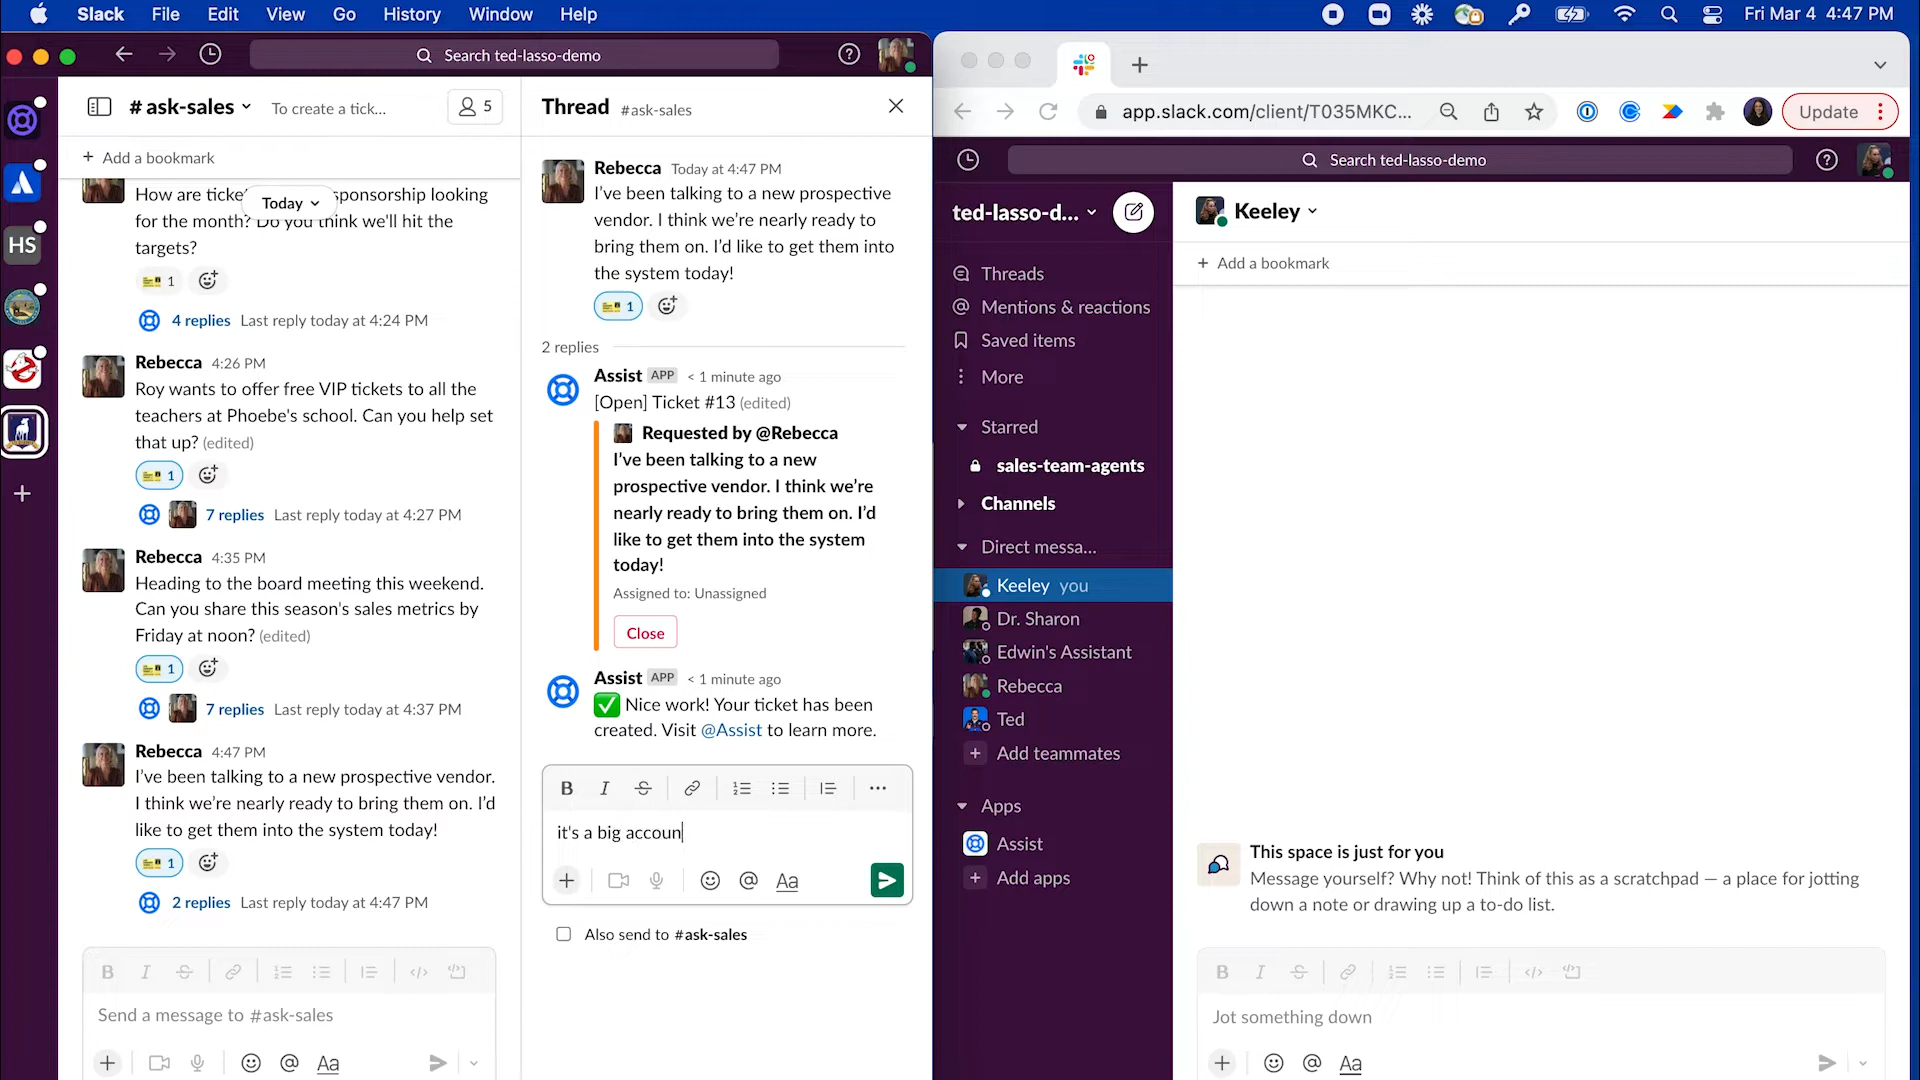 Slack File Edit View Go History Window Help
Fri Mar 4 4:47 PM
Search ted-lasso-demo
HS
# ask-sales
To create a tick...
5
+ Add a bookmark
Today
How are ticke
sponsorship looking
for the month? Do you think we'll hit the
targets?
1
4 replies Last reply today at 4:24 PM
Rebecca 4:26 PM
Roy wants to offer free VIP tickets to all the
teachers at Phoebe's school. Can you help set
that up? (edited)
1
7 replies Last reply today at 4:27 PM
Rebecca 4:35 PM
Heading to the board meeting this weekend.
Can you share this season's sales metrics by
Friday at noon? (edited)
1
7 replies Last reply today at 4:37 PM
Rebecca 4:47 PM
I've been talking to a new prospective vendor.
I think we're nearly ready to bring them on. I'd
like to get them into the system today!
1
2 replies Last reply today at 4:47 PM
B I S
Send a message to #ask-sales
+ @ Aa
Thread #ask-sales
Rebecca Today at 4:47 PM
I've been talking to a new prospective
vendor. I think we're nearly ready to
bring them on. I'd like to get them into
the system today!
1
2 replies
Assist APP < 1 minute ago
[Open] Ticket #13 (edited)
Requested by @Rebecca
I've been talking to a new
prospective vendor. I think we're
nearly ready to bring them on. I'd
like to get them into the system
today!
Assigned to: Unassigned
Close
Assist APP < 1 minute ago
Nice work! Your ticket has been
created. Visit @Assist to learn more.
B I S
it's a big accoun
+ @ Aa
Also send to #ask-sales
app.slack.com/client/T035MKC...
Update
Search ted-lasso-demo
ted-lasso-d...
Threads
Mentions & reactions
Saved items
More
Starred
sales-team-agents
Channels
Direct messa...
Keeley you
Dr. Sharon
Edwin's Assistant
Rebecca
Ted
+ Add teammates
Apps
Assist
+ Add apps
Keeley
+ Add a bookmark
This space is just for you
Message yourself? Why not! Think of this as a scratchpad — a place for jotting
down a note or drawing up a to-do list.
B I S
Jot something down
+ @ Aa